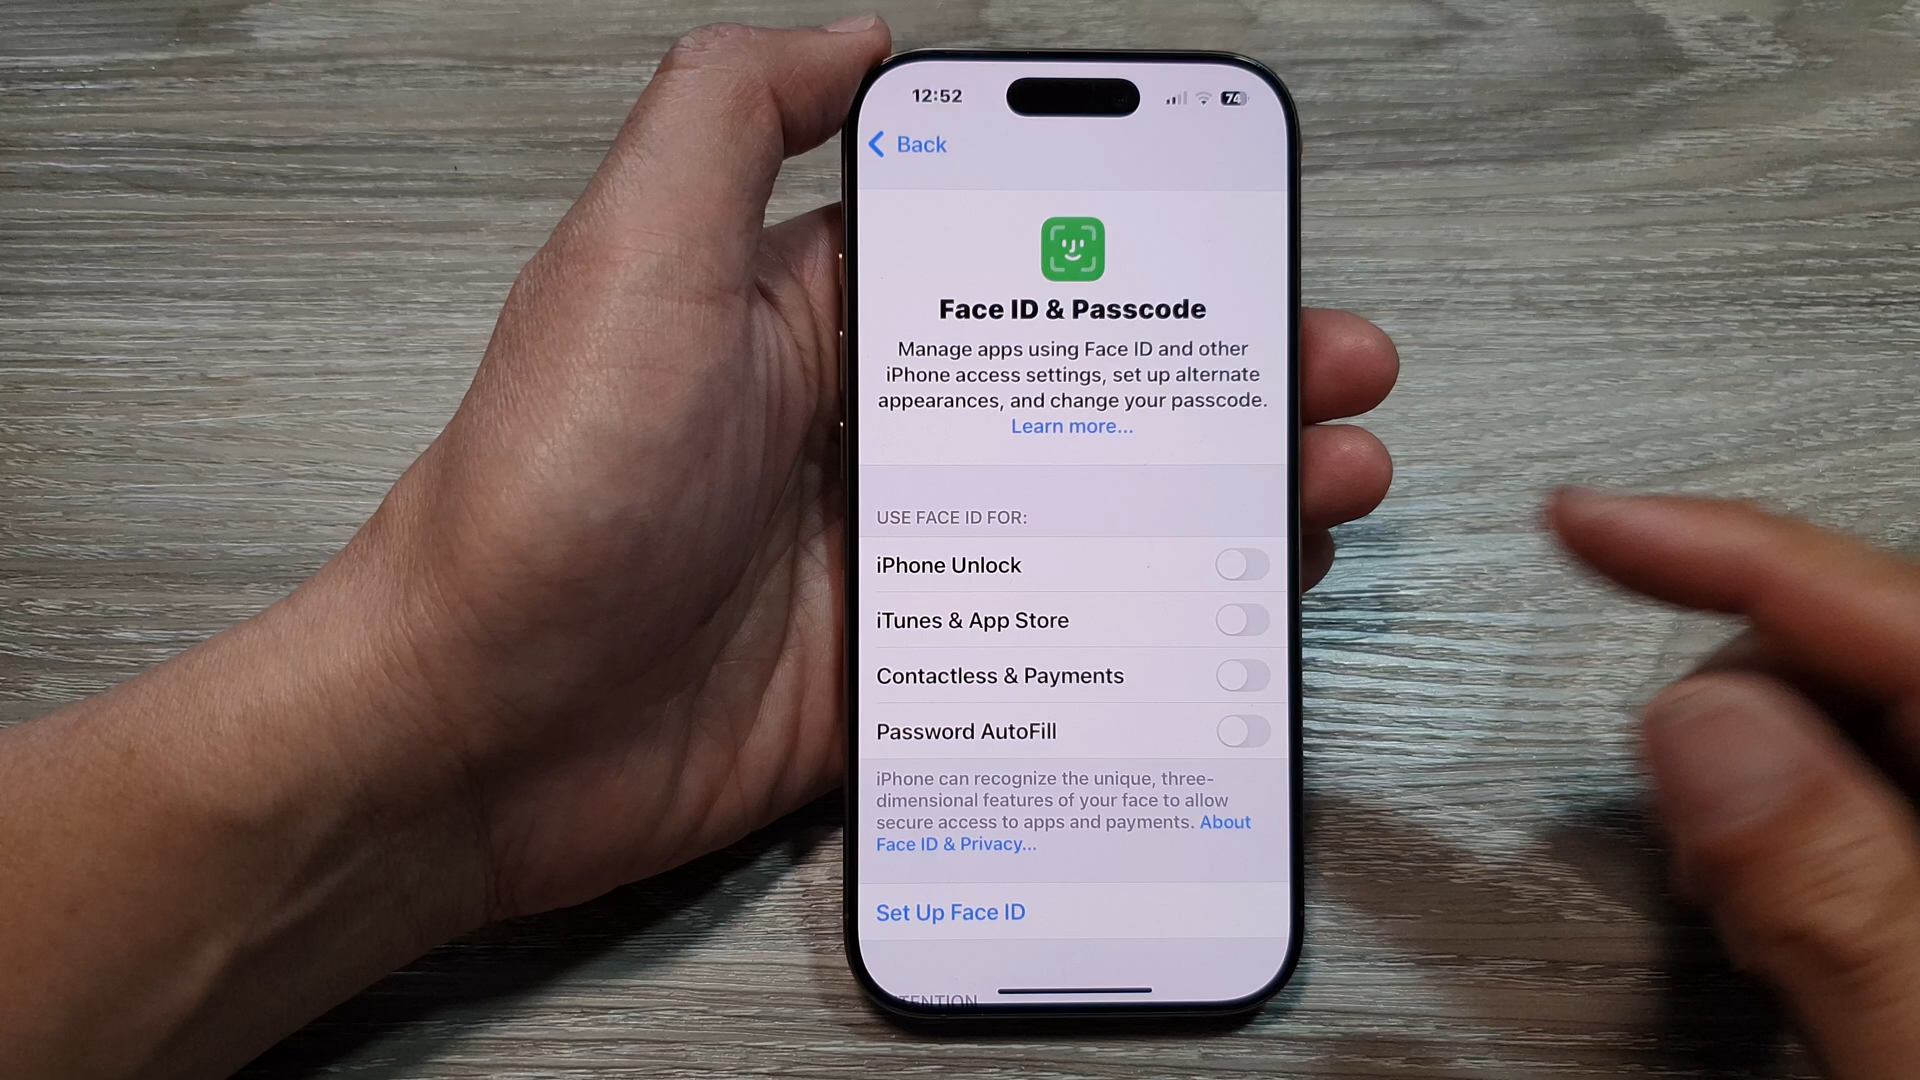 12:52
74
Back
Face ID & Passcode
Manage apps using Face ID and other
iPhone access settings, set up alternate
appearances, and change your passcode.
Learn more...
USE FACE ID FOR:
iPhone Unlock
iTunes & App Store
Contactless & Payments
Password AutoFill
iPhone can recognize the unique, three-
dimensional features of your face to allow
secure access to apps and payments. About
Face ID & Privacy...
Set Up Face ID